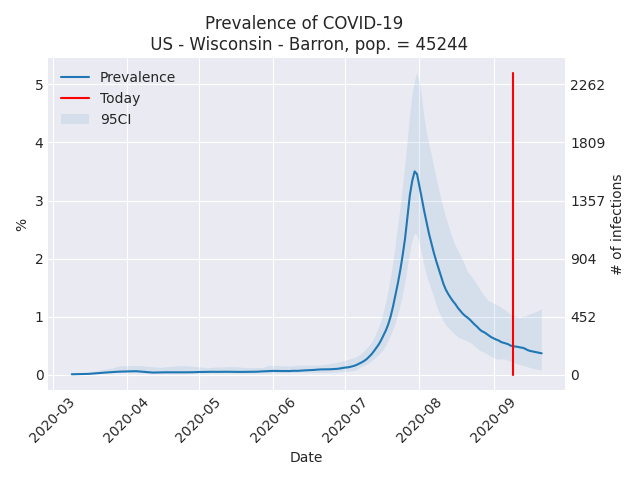 Prevalence of COVID-19
US - Wisconsin - Barron, pop. = 45244
Prevalence
Today
95CI
5
4
3
2
1
0
%
2262
1809
1357
904
452
0
# of infections
2020-03
2020-04
2020-05
2020-06
2020-07
2020-08
2020-09
Date